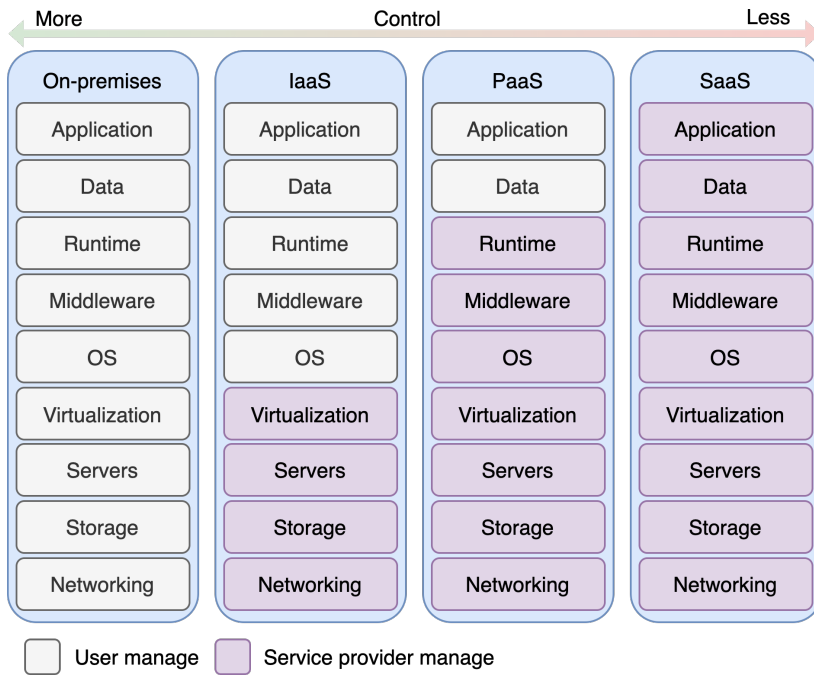 More Control Less
On-premises IaaS PaaS SaaS
Application Application Application Application
Data Data Data Data
Runtime Runtime Runtime Runtime
Middleware Middleware Middleware Middleware
OS OS OS OS
Virtualization Virtualization Virtualization Virtualization
Servers Servers Servers Servers
Storage Storage Storage Storage
Networking Networking Networking Networking
User manage Service provider manage